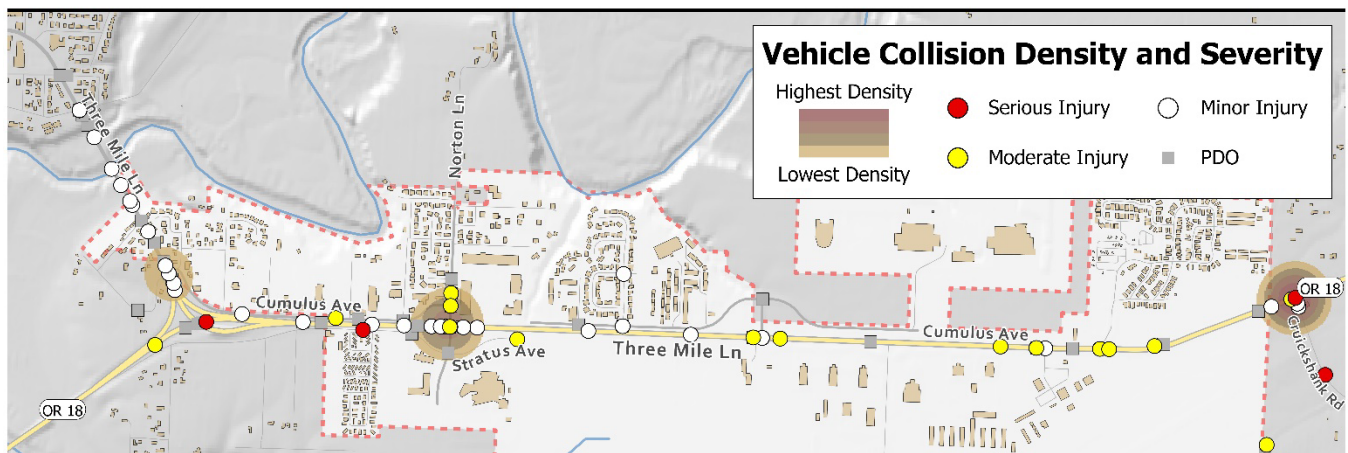 Vehicle Collision Density and Severity
Highest Density
Lowest Density
Serious Injury
Minor Injury
Moderate Injury
PDO
Three Mile Ln
Norton Ln
Cumulus Ave
Stratus Ave
Three Mile Ln
Cumulus Ave
OR 18
Cruickshank Rd
OR 18